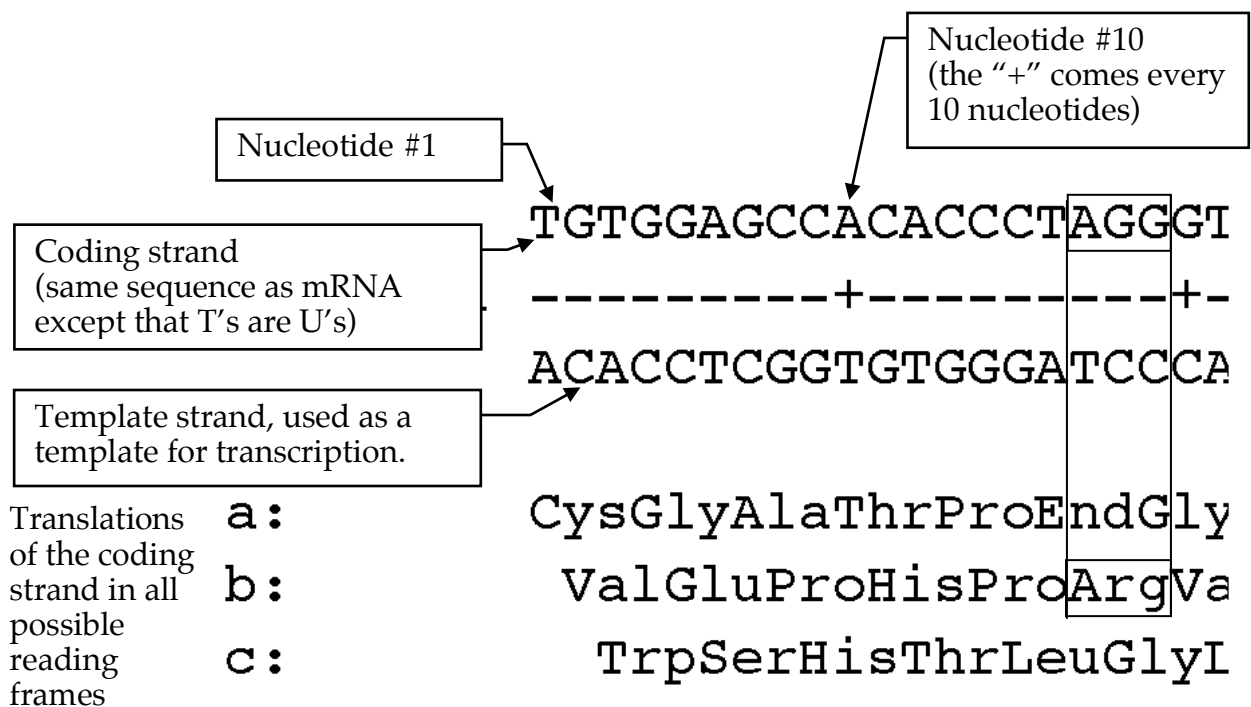 Nucleotide #10
(the “+” comes every
10 nucleotides)
Nucleotide #1
TGTGGAGCCACACCCTAGGGT
Coding strand
(same sequence as mRNA
except that T’s are U’s)
---------+---------+-
ACACCTCGGTGTGGGATCCCA
Template strand, used as a
template for transcription.
Translations
of the coding
strand in all
possible
reading
frames
a: CysGlyAlaThrProEndGly
b: ValGluProHisProArgVa
c: TrpSerHisThrLeuGlyL